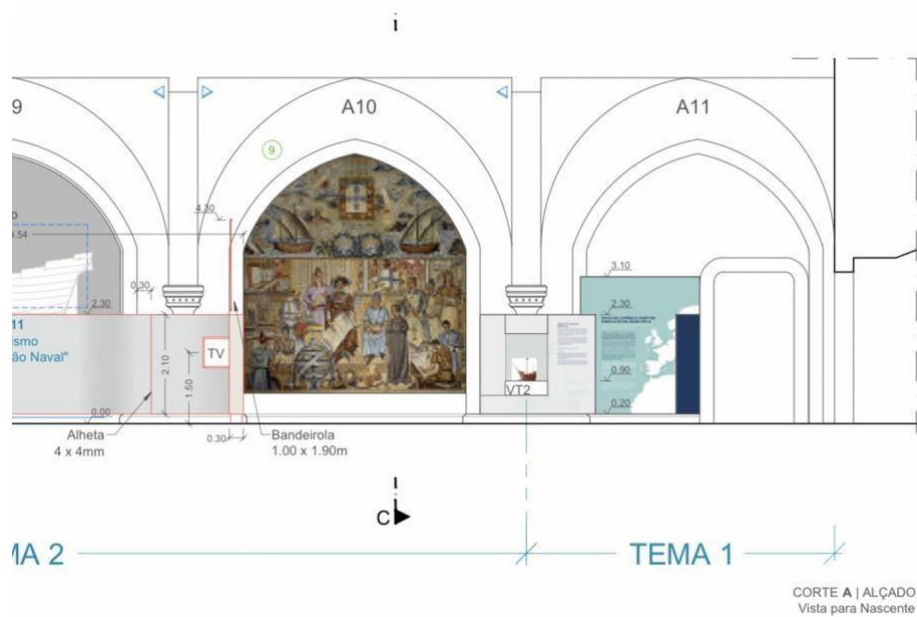 9
A10
A11
9
4.30
.54
0.30
2.30
11
smo
ão Naval"
TV
2.10
1.50
0.00
0.30
Alheta
4 x 4mm
Bandeirola
1.00 x 1.90m
VT2
3.10
2.30
0.90
0.20
C
MA 2
TEMA 1
CORTE A | ALÇADO
Vista para Nascente